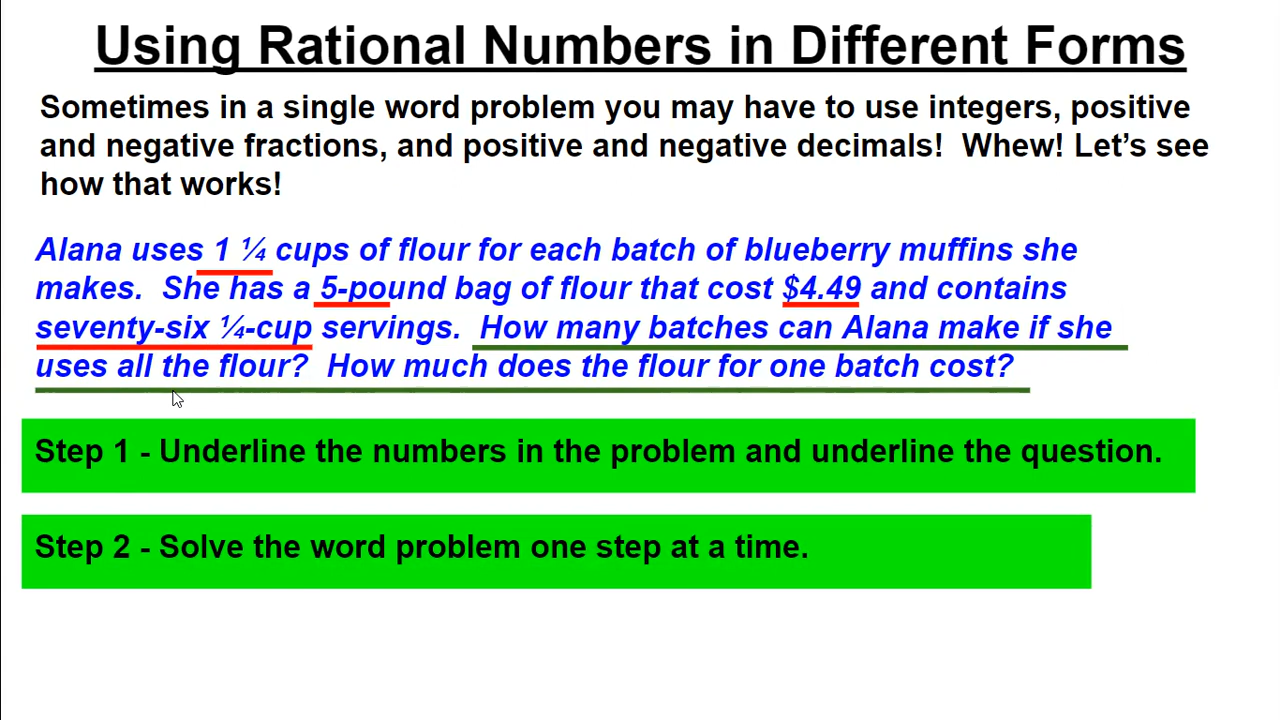 Using Rational Numbers in Different Forms
Sometimes in a single word problem you may have to use integers, positive
and negative fractions, and positive and negative decimals!  Whew! Let’s see
how that works!
Alana uses 1 ¼ cups of flour for each batch of blueberry muffins she
makes.  She has a 5-pound bag of flour that cost $4.49 and contains
seventy-six ¼-cup servings.  How many batches can Alana make if she
uses all the flour?  How much does the flour for one batch cost?
Step 1 - Underline the numbers in the problem and underline the question.
Step 2 - Solve the word problem one step at a time.